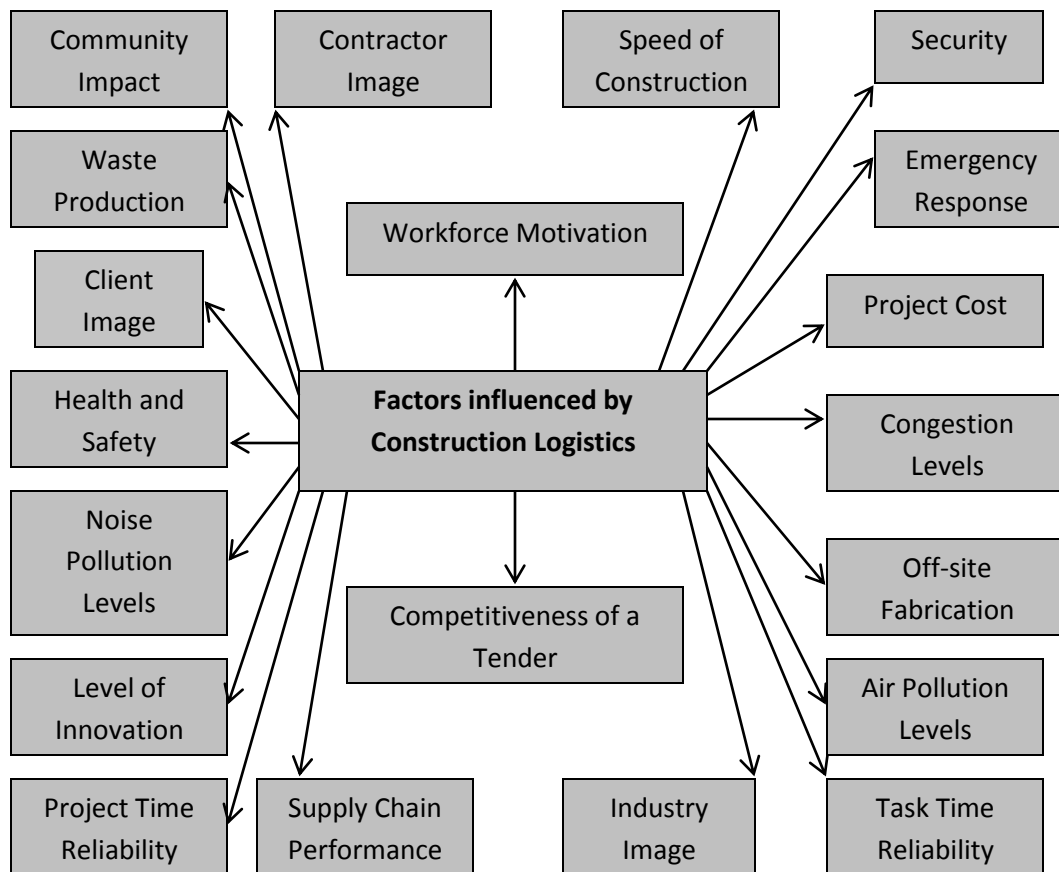 Community
Impact
Contractor
Image
Speed of
Construction
Security
Waste
Production
Emergency
Response
Workforce Motivation
Client
Image
Project Cost
Health and
Safety
Factors influenced by
Construction Logistics
Congestion
Levels
Noise
Pollution
Levels
Off-site
Fabrication
Competitiveness of a
Tender
Level of
Innovation
Air Pollution
Levels
Project Time
Reliability
Supply Chain
Performance
Industry
Image
Task Time
Reliability